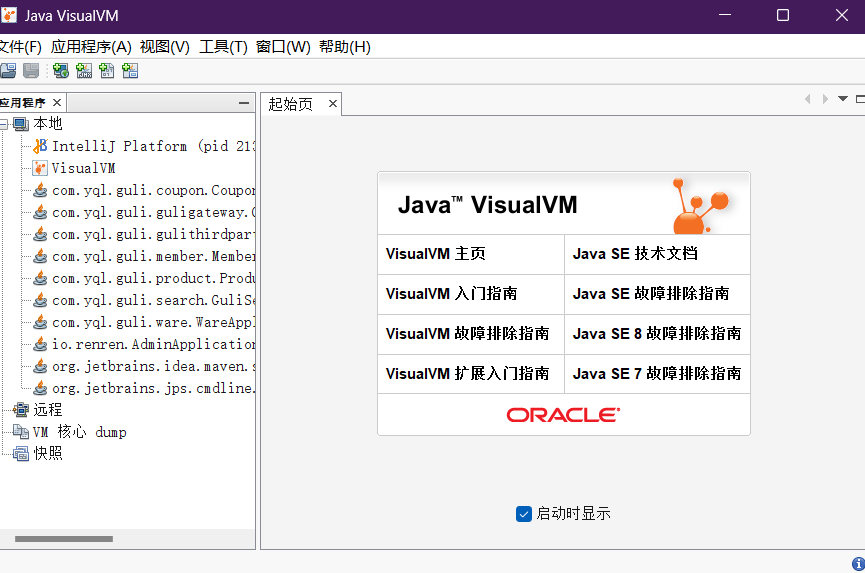 Java VisualVM
文件(F) 应用程序(A) 视图(V) 工具(T) 窗口(W) 帮助(H)
应用程序
起始页
本地
IntelliJ Platform (pid 213
VisualVM
com.yql.guli.coupon.Coupon
com.yql.guli.guligateway.G
com.yql.guli.gulithirdpart
com.yql.guli.member.Member
com.yql.guli.product.Produ
com.yql.guli.search.GuliSe
com.yql.guli.ware.WareAppl
io.renren.AdminApplication
org.jetbrains.idea.maven.s
org.jetbrains.jps.cmdline.
远程
VM 核心 dump
快照
Java™ VisualVM
VisualVM 主页
Java SE 技术文档
VisualVM 入门指南
Java SE 故障排除指南
VisualVM 故障排除指南
Java SE 8 故障排除指南
VisualVM 扩展入门指南
Java SE 7 故障排除指南
ORACLE
启动时显示